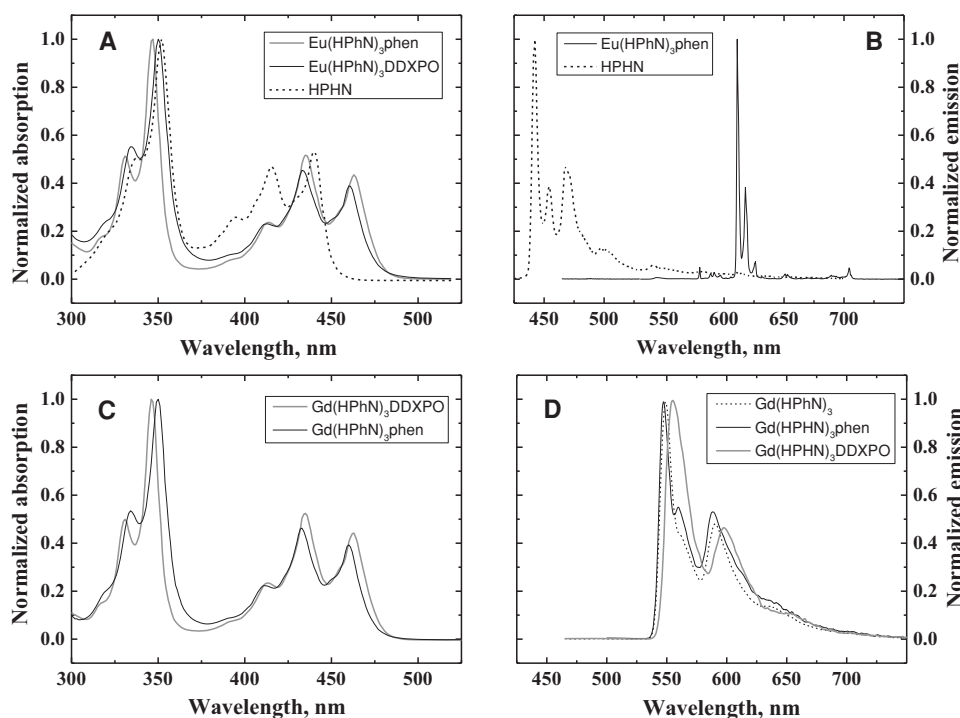 A
Eu(HPhN)3phen
Eu(HPhN)3DDXPO
HPHN
1.0
0.8
0.6
0.4
0.2
0.0
Normalized absorption
300 350 400 450 500
Wavelength, nm
B
Eu(HPhN)3phen
HPHN
1.0
0.8
0.6
0.4
0.2
0.0
Normalized emission
450 500 550 600 650 700
Wavelength, nm
C
Gd(HPhN)3DDXPO
Gd(HPhN)3phen
1.0
0.8
0.6
0.4
0.2
0.0
Normalized absorption
300 350 400 450 500
Wavelength, nm
D
Gd(HPhN)3
Gd(HPHN)3phen
Gd(HPHN)3DDXPO
1.0
0.8
0.6
0.4
0.2
0.0
Normalized emission
450 500 550 600 650 700
Wavelength, nm